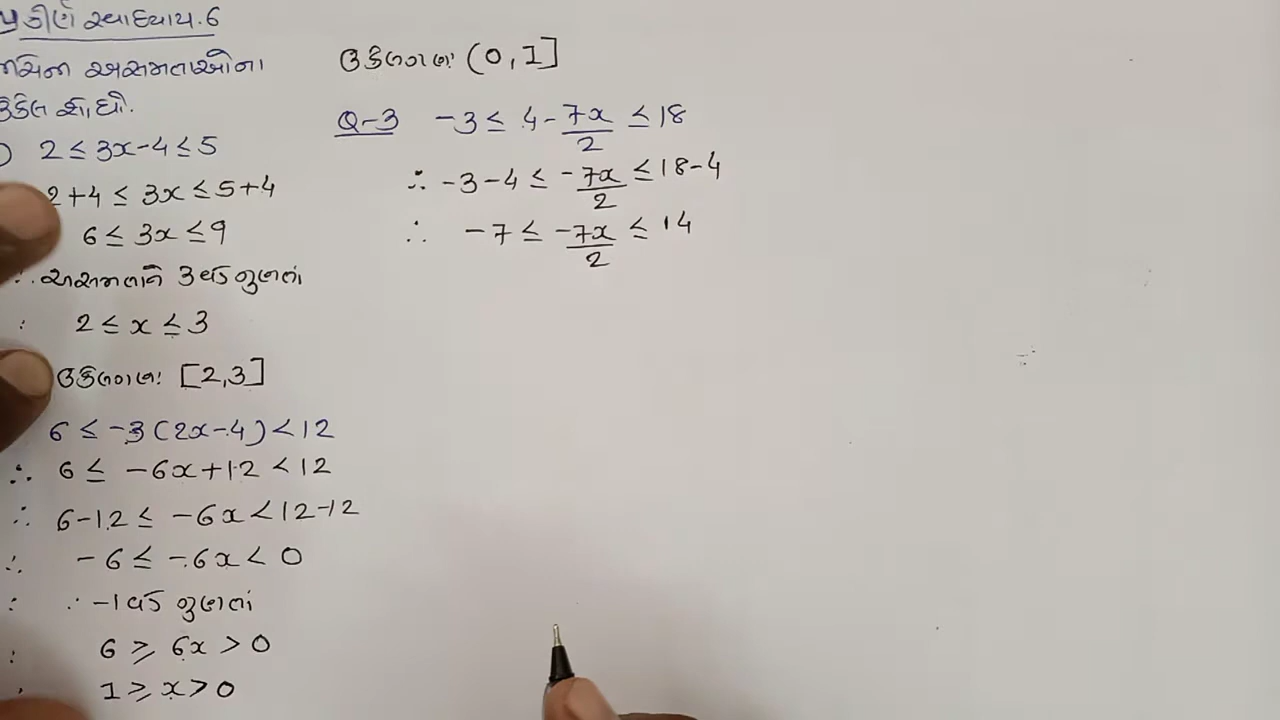 પ્રકીર્ણ સ્વાધ્યાય.6
અસમતાઓના
ઉકેલ શોધો.
) 2 ≤ 3x-4 ≤ 5
2+4 ≤ 3x ≤ 5+4
6 ≤ 3x ≤ 9
∴ અસમતાને 3 વડે ગુણતાં
: 2 ≤ x ≤ 3
ઉકેલગણ: [2,3]
6 ≤ -3(2x-4) < 12
∴ 6 ≤ -6x+12 < 12
∴ 6-12 ≤ -6x < 12-12
∴ -6 ≤ -6x < 0
: ∴ -1 વડે ગુણતાં
: 6 ≥ 6x > 0
1 ≥ x > 0
ઉકેલગણ: (0,1]
Q-3 -3 ≤ 4-7x/2 ≤ 18
∴ -3-4 ≤ -7x/2 ≤ 18-4
∴ -7 ≤ -7x/2 ≤ 14